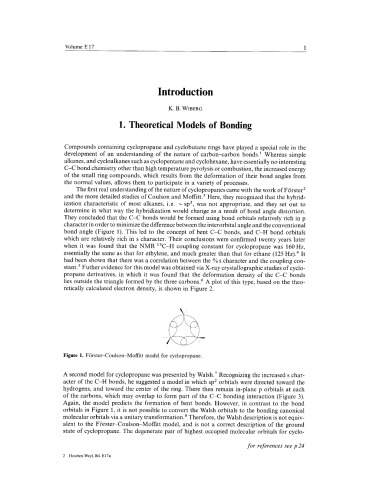 Volume E 17 1
Introduction
K. B. WIBERG
1. Theoretical Models of Bonding
Compounds containing cyclopropane and cyclobutane rings have played a special role in the
development of an understanding of the nature of carbon–carbon bonds.¹ Whereas simple
alkanes, and cycloalkanes such as cyclopentane and cyclohexane, have essentially no interesting
C–C bond chemistry other than high temperature pyrolysis or combustion, the increased energy
of the small ring compounds, which results from the deformation of their bond angles from
the normal values, allows them to participate in a variety of processes.
The first real understanding of the nature of cyclopropanes came with the work of Förster²
and the more detailed studies of Coulson and Moffitt.³ Here, they recognized that the hybrid-
ization characteristic of most alkanes, i.e. ~ sp³, was not appropriate, and they set out to
determine in what way the hybridization would change as a result of bond angle distortion.
They concluded that the C–C bonds would be formed using bond orbitals relatively rich in p
character in order to minimize the difference between the interorbital angle and the conventional
bond angle (Figure 1). This led to the concept of bent C–C bonds, and C–H bond orbitals
which are relatively rich in s character. Their conclusions were confirmed twenty years later
when it was found that the NMR ¹³C–H coupling constant for cyclopropane was 160 Hz,
essentially the same as that for ethylene, and much greater than that for ethane (125 Hz).⁴ It
had been shown that there was a correlation between the % s character and the coupling con-
stant.⁵ Futher evidence for this model was obtained via X-ray crystallographic studies of cyclo-
propane derivatives, in which it was found that the deformation density of the C–C bonds
lies outside the triangle formed by the three carbons.⁶ A plot of this type, based on the theo-
retically calculated electron density, is shown in Figure 2.
Figure 1. Förster–Coulson–Moffitt model for cyclopropane.
A second model for cyclopropane was presented by Walsh.⁷ Recognizing the increased s char-
acter of the C–H bonds, he suggested a model in which sp² orbitals were directed toward the
hydrogens, and toward the center of the ring. There then remain in-plane p orbitals at each
of the carbons, which may overlap to form part of the C–C bonding interaction (Figure 3).
Again, the model predicts the formation of bent bonds. However, in contrast to the bond
orbitals in Figure 1, it is not possible to convert the Walsh orbitals to the bonding canonical
molecular orbitals via a unitary transformation.⁸ Therefore, the Walsh description is not equiv-
alent to the Förster–Coulson–Moffitt model, and is not a correct description of the ground
state of cyclopropane. The degenerate pair of highest occupied molecular orbitals for cyclo-
for references see p 24
2 Houben-Weyl, Bd. E17a